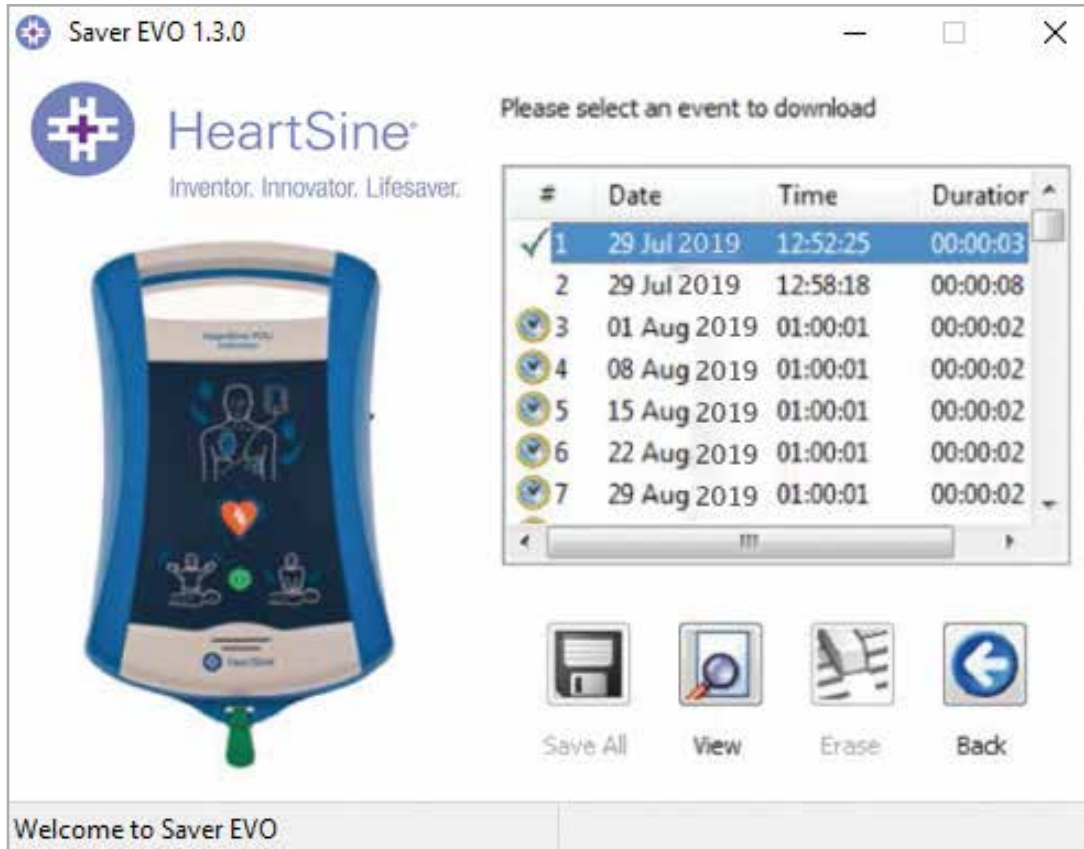 Saver EVO 1.3.0
HeartSine
Inventor. Innovator. Lifesaver.
Please select an event to download
# Date Time Duration
1 29 Jul 2019 12:52:25 00:00:03
2 29 Jul 2019 12:58:18 00:00:08
3 01 Aug 2019 01:00:01 00:00:02
4 08 Aug 2019 01:00:01 00:00:02
5 15 Aug 2019 01:00:01 00:00:02
6 22 Aug 2019 01:00:01 00:00:02
7 29 Aug 2019 01:00:01 00:00:02
HeartSine
Save All View Erase Back
Welcome to Saver EVO